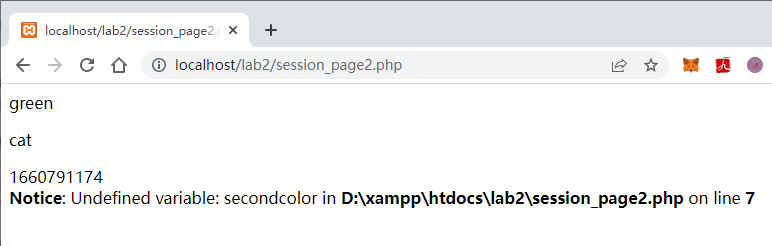 localhost/lab2/session_page2.p
localhost/lab2/session_page2.php
green
cat
1660791174
Notice: Undefined variable: secondcolor in D:\xampp\htdocs\lab2\session_page2.php on line 7